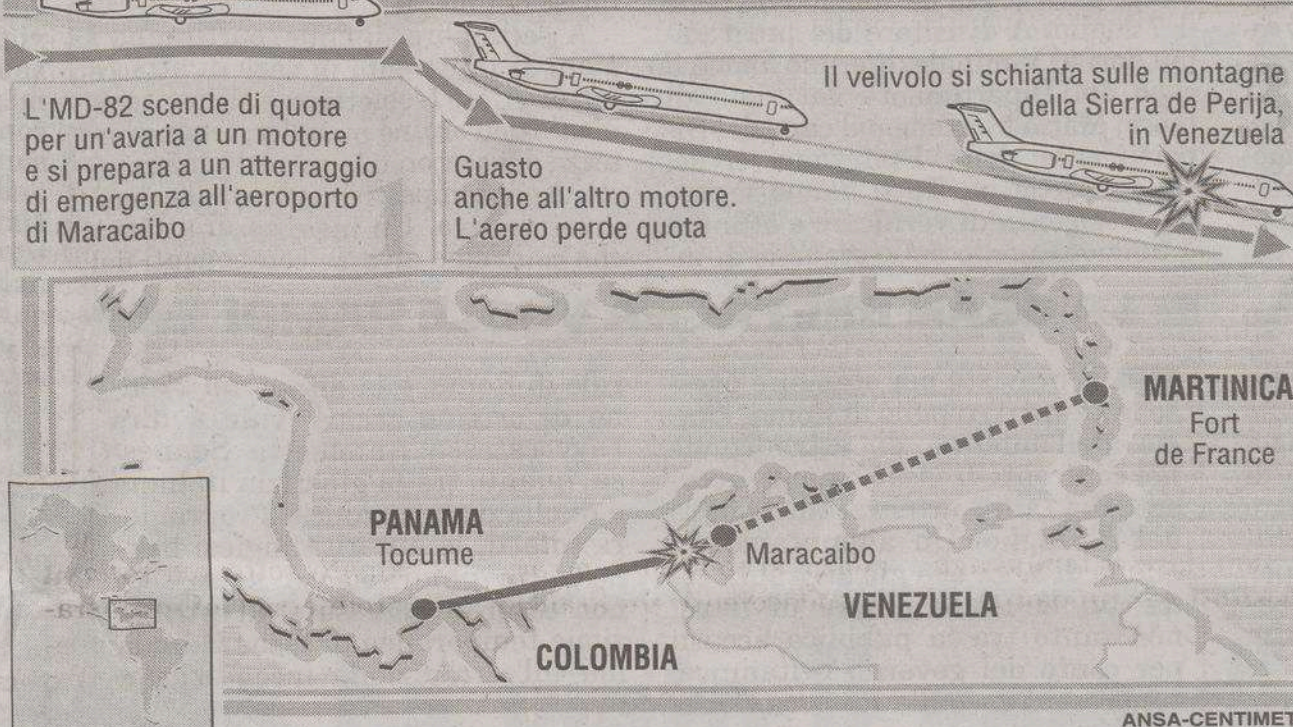 L'MD-82 scende di quota
per un'avaria a un motore
e si prepara a un atterraggio
di emergenza all'aeroporto
di Maracaibo
Guasto
anche all'altro motore.
L'aereo perde quota
Il velivolo si schianta sulle montagne
della Sierra de Perija,
in Venezuela
MARTINICA
Fort
de France
PANAMA
Tocume
Maracaibo
VENEZUELA
COLOMBIA
ANSA-CENTIMET